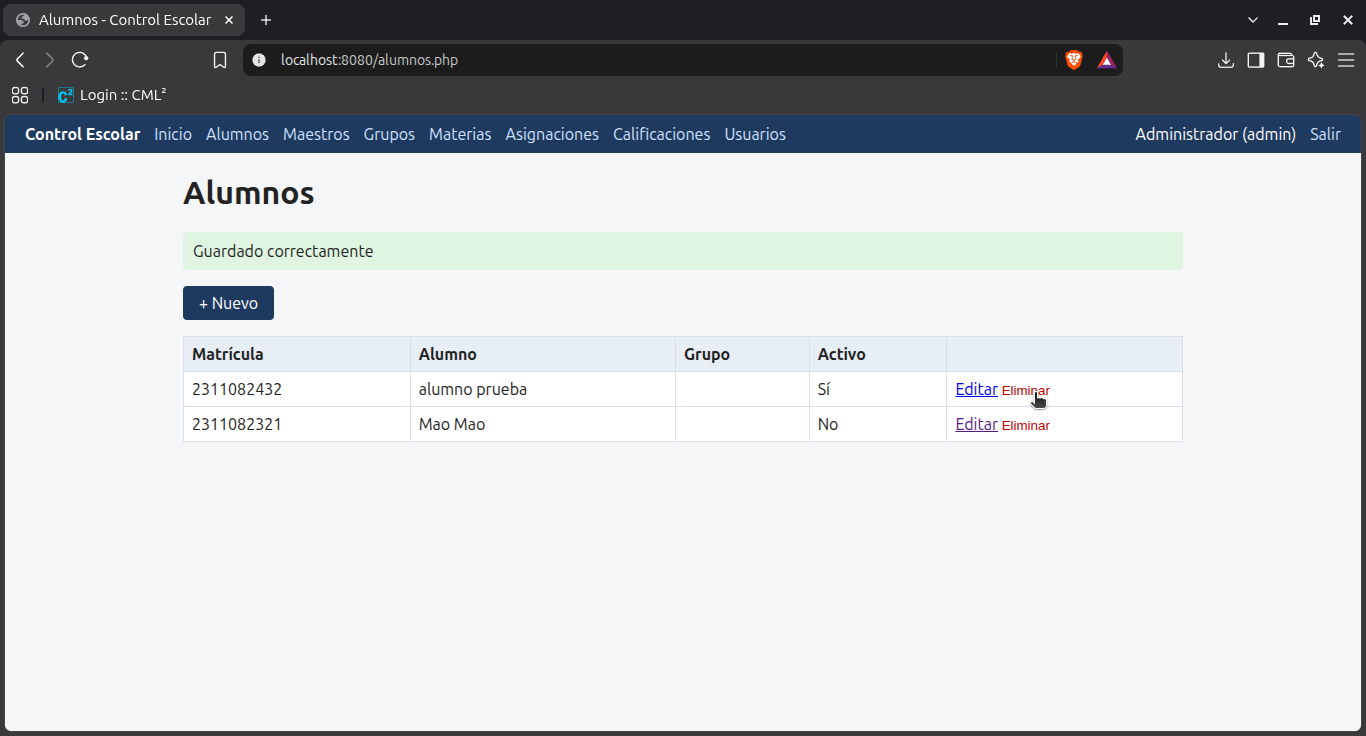 Alumnos - Control Escolar
localhost:8080/alumnos.php
Login :: CML²
Control Escolar Inicio Alumnos Maestros Grupos Materias Asignaciones Calificaciones Usuarios Administrador (admin) Salir
Alumnos
Guardado correctamente
+ Nuevo
Matrícula Alumno Grupo Activo
2311082432 alumno prueba Sí Editar Eliminar
2311082321 Mao Mao No Editar Eliminar